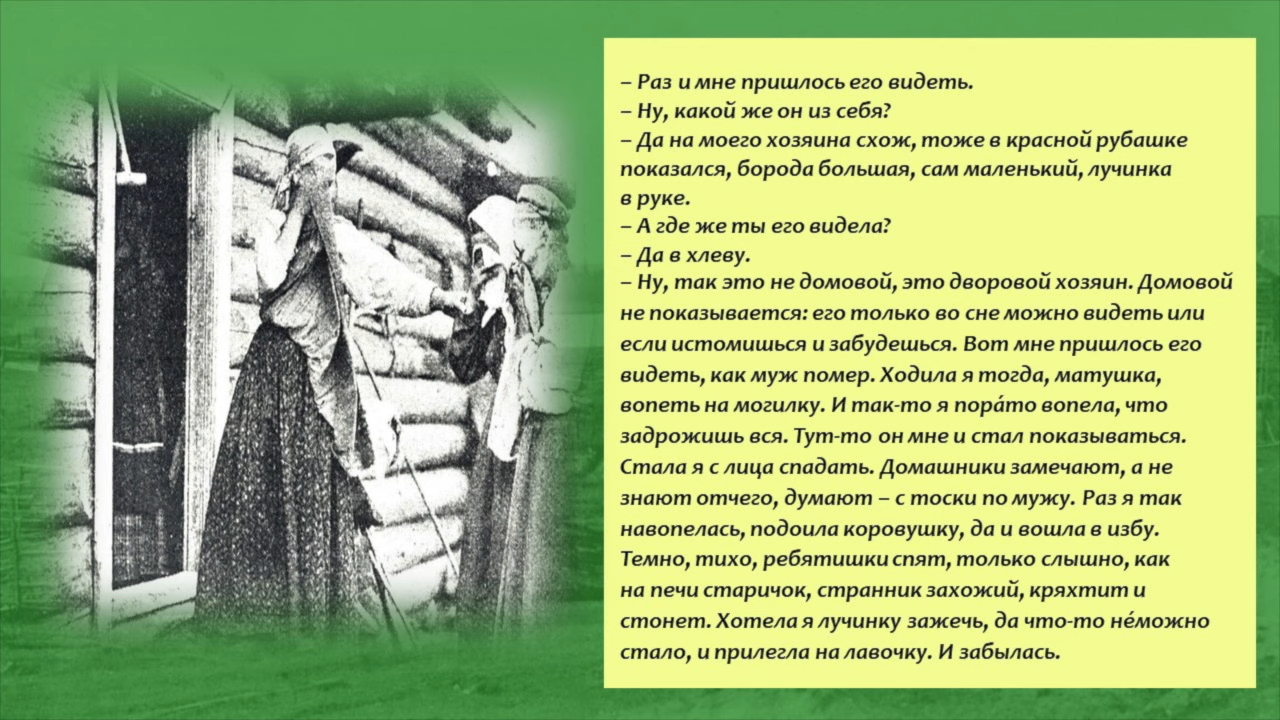 – Раз и мне пришлось его видеть.
– Ну, какой же он из себя?
– Да на моего хозяина схож, тоже в красной рубашке
показался, борода большая, сам маленький, лучинка
в руке.
– А где же ты его видела?
– Да в хлеву.
– Ну, так это не домовой, это дворовой хозяин. Домовой
не показывается: его только во сне можно видеть или
если истомишься и забудешься. Вот мне пришлось его
видеть, как муж помер. Ходила я тогда, матушка,
вопеть на могилку. И так-то я пора́то вопела, что
задрожишь вся. Тут-то он мне и стал показываться.
Стала я с лица спадать. Домашники замечают, а не
знают отчего, думают – с тоски по мужу. Раз я так
навопелась, подоила коровушку, да и вошла в избу.
Темно, тихо, ребятишки спят, только слышно, как
на печи старичок, странник захожий, кряхтит и
стонет. Хотела я лучинку зажечь, да что-то не́можно
стало, и прилегла на лавочку. И забылась.